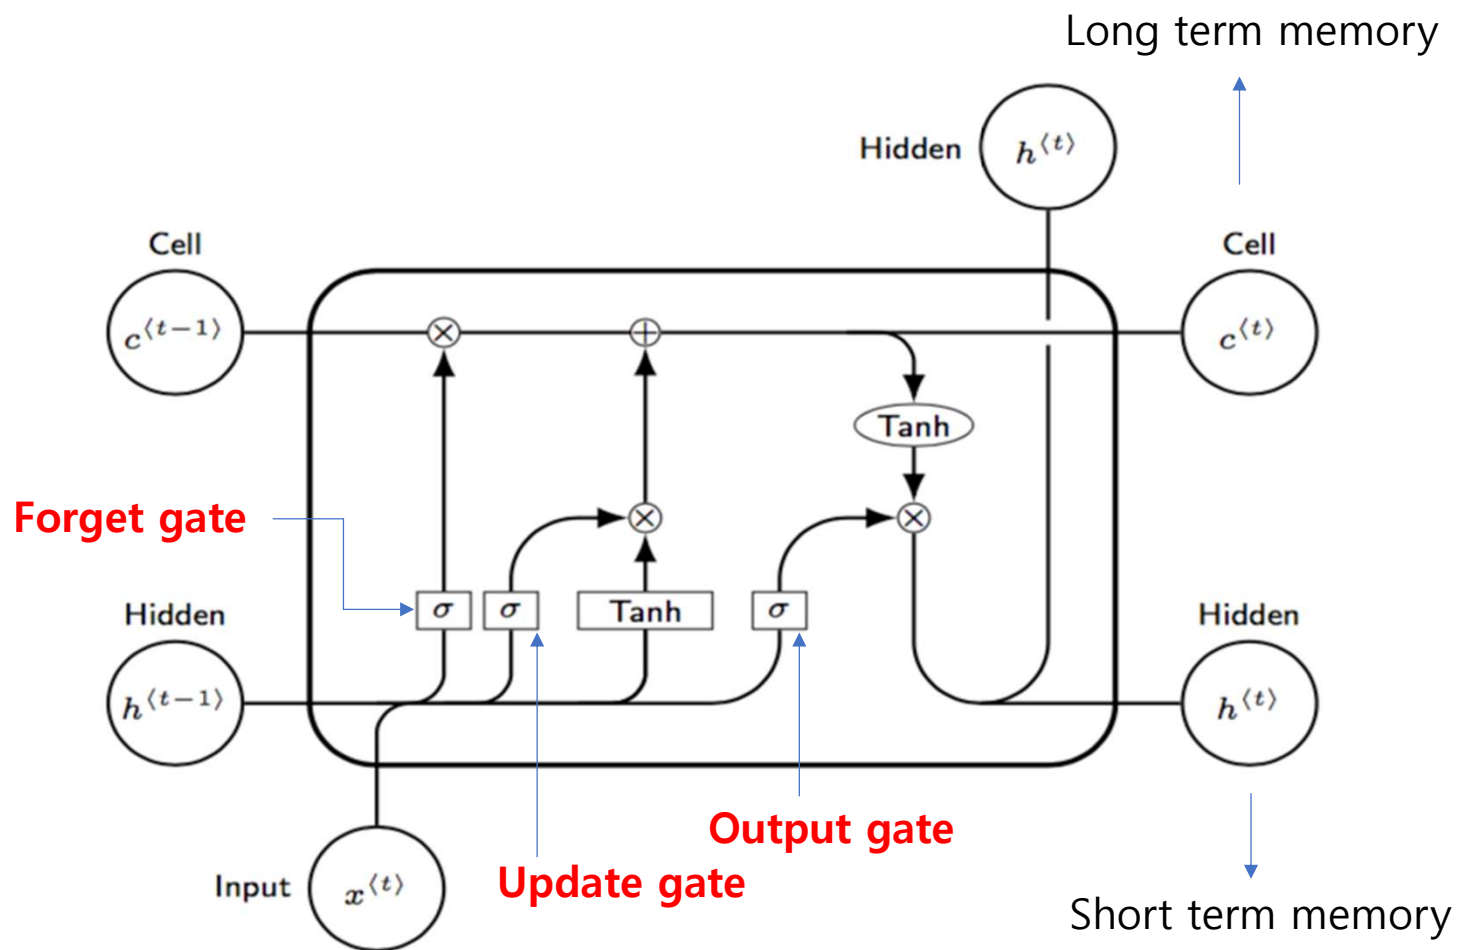 Long term memory
Hidden
h⟨t⟩
Cell
Cell
c⟨t−1⟩
× + c⟨t⟩
Tanh
Forget gate
× ×
Hidden
σ σ Tanh σ
Hidden
h⟨t−1⟩
h⟨t⟩
Output gate
Input
x⟨t⟩
Update gate
Short term memory